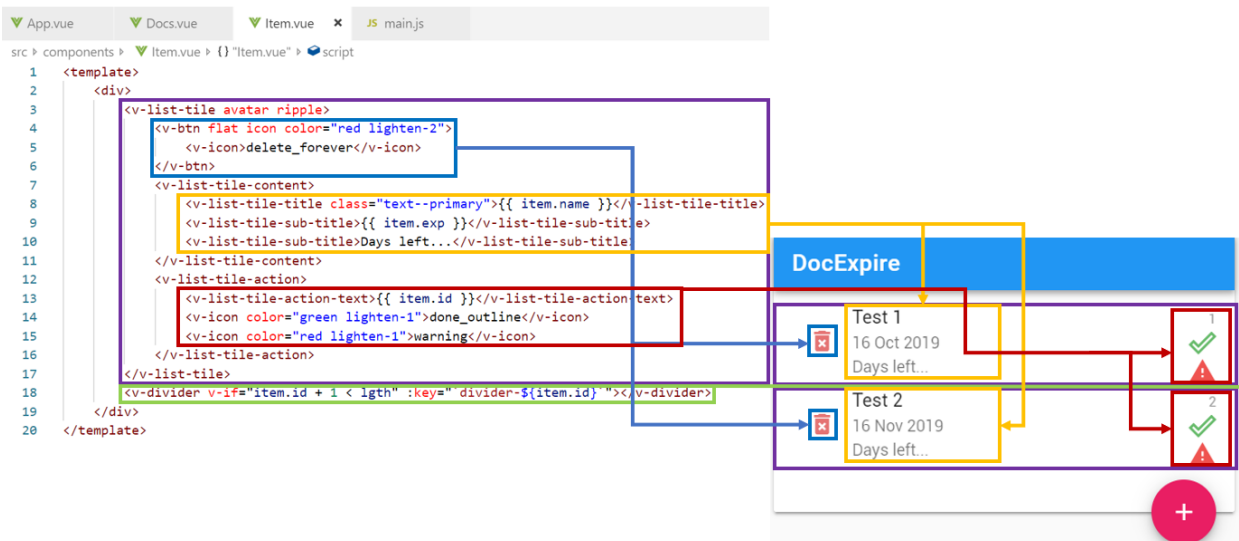 App.vue Docs.vue Item.vue × JS main.js
src components Item.vue {} "Item.vue" script
1 <template>
2 <div>
3 <v-list-tile avatar ripple>
4 <v-btn flat icon color="red lighten-2">
5 <v-icon>delete_forever</v-icon>
6 </v-btn>
7 <v-list-tile-content>
8 <v-list-tile-title class="text--primary">{{ item.name }}</v-list-tile-title>
9 <v-list-tile-sub-title>{{ item.exp }}</v-list-tile-sub-title>
10 <v-list-tile-sub-title>Days left...</v-list-tile-sub-title>
11 </v-list-tile-content>
12 <v-list-tile-action>
13 <v-list-tile-action-text>{{ item.id }}</v-list-tile-action-text>
14 <v-icon color="green lighten-1">done_outline</v-icon>
15 <v-icon color="red lighten-1">warning</v-icon>
16 </v-list-tile-action>
17 </v-list-tile>
18 <v-divider v-if="item.id + 1 < lgth" :key="`divider-${item.id}`"></v-divider>
19 </div>
20 </template>
DocExpire
Test 1
1
16 Oct 2019
Days left...
Test 2
2
16 Nov 2019
Days left...
+